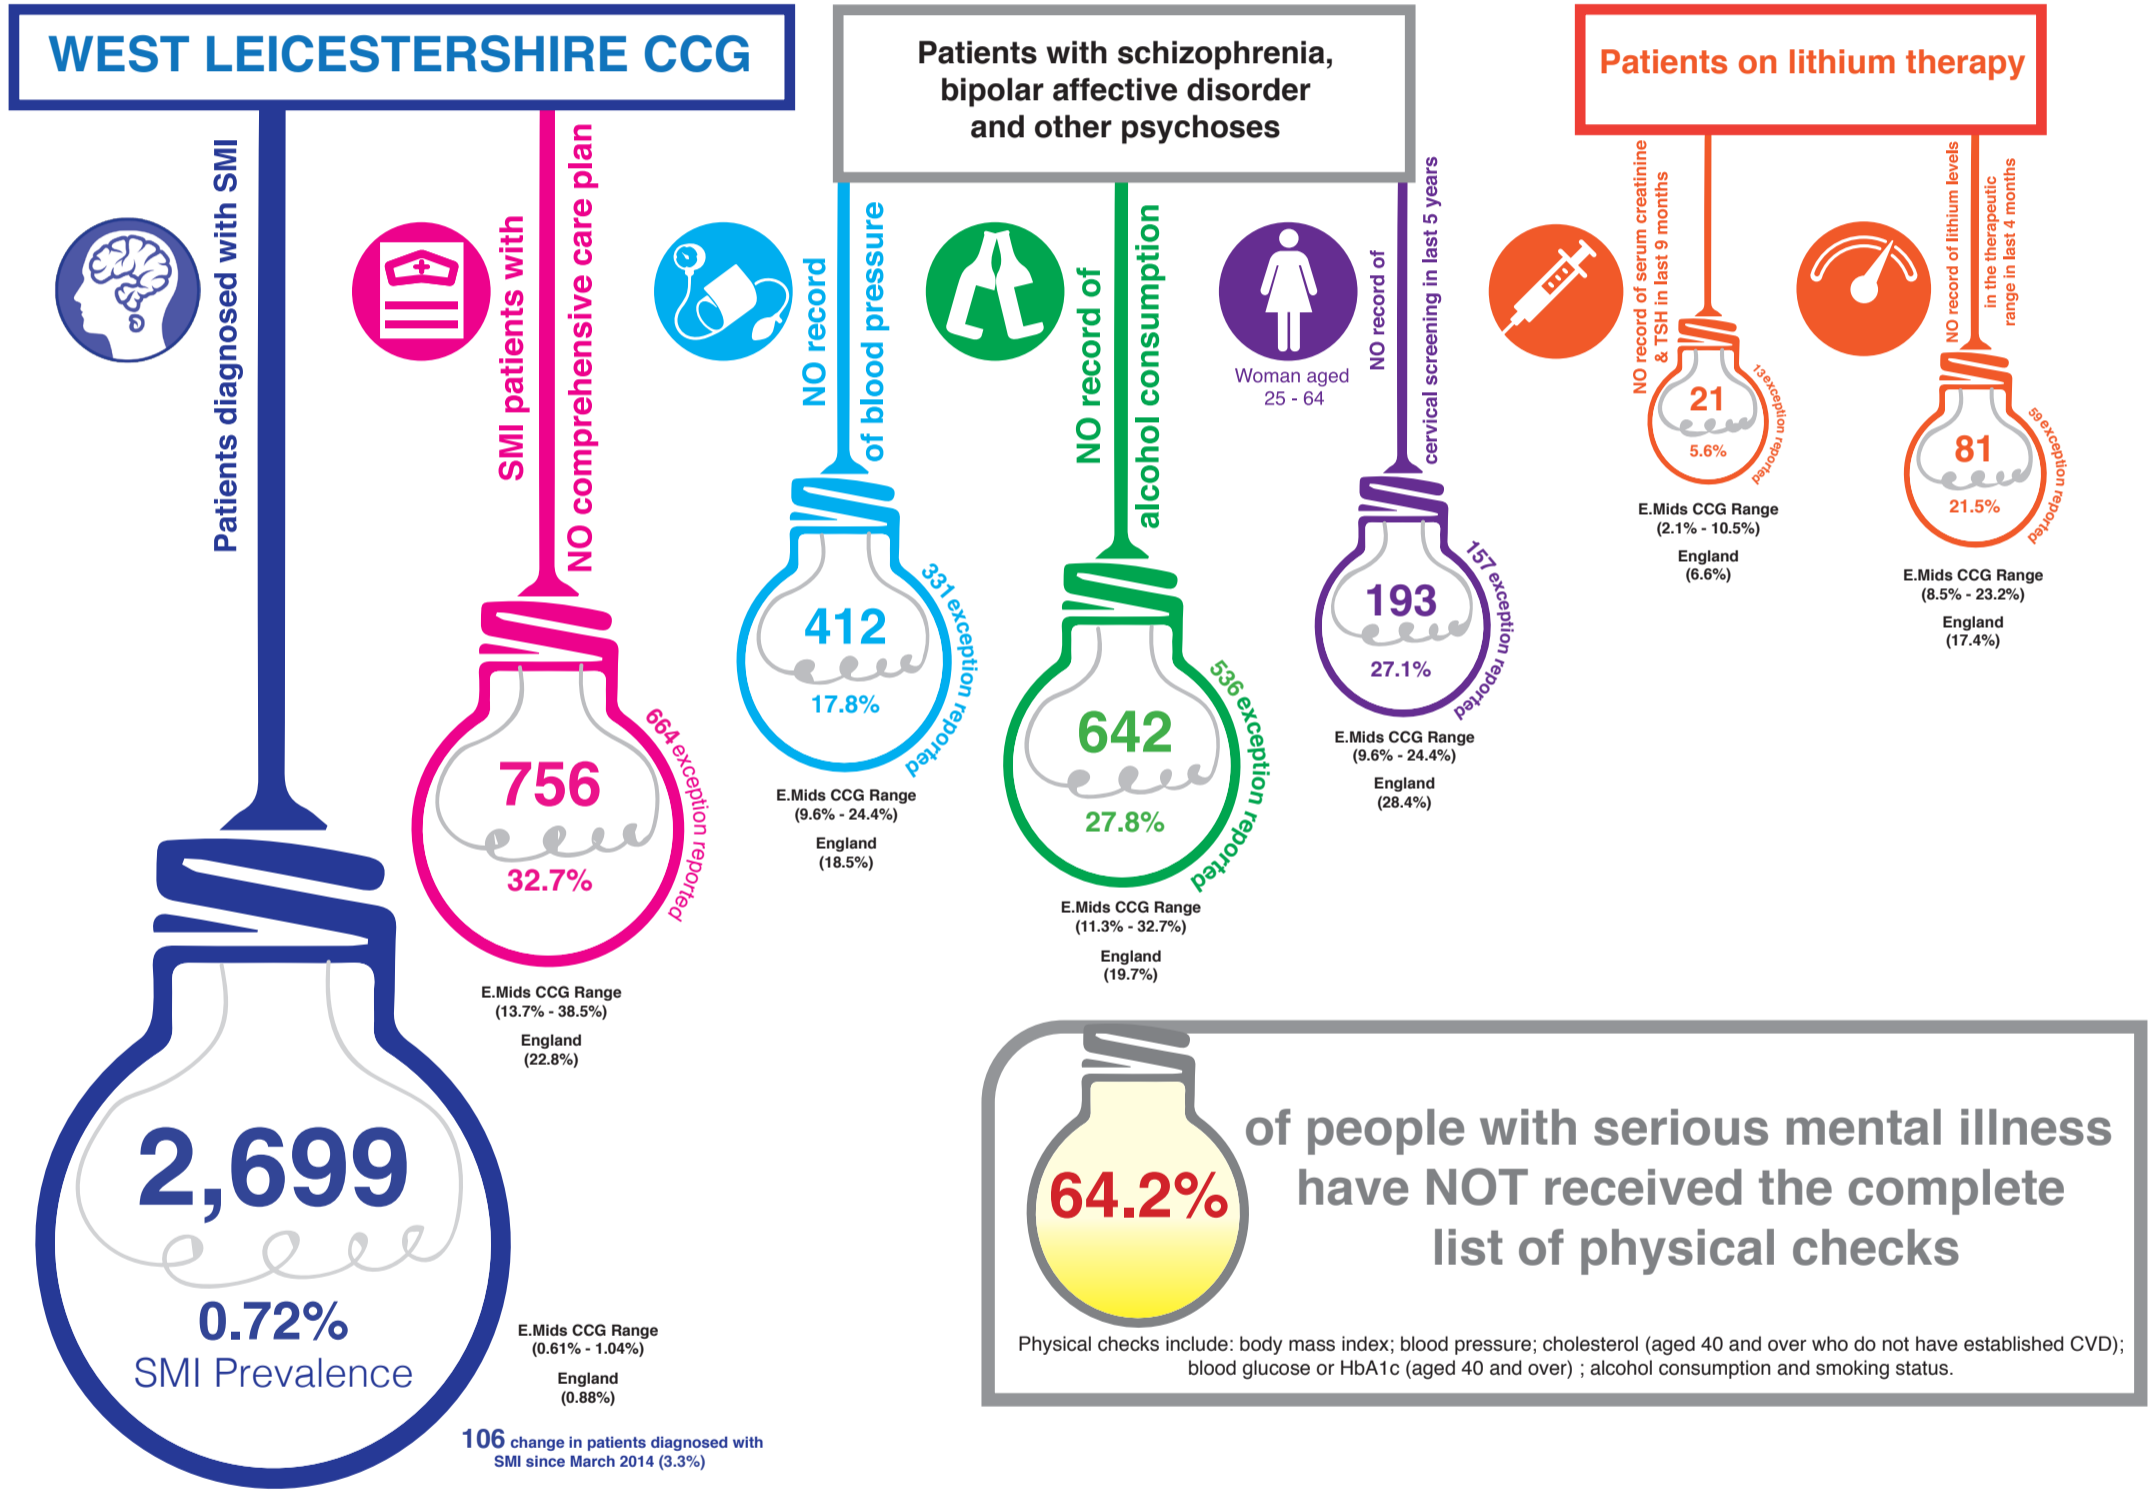 WEST LEICESTERSHIRE CCG
Patients diagnosed with SMI
2,699
0.72%
SMI Prevalence
E.Mids CCG Range
(0.61% - 1.04%)
England
(0.88%)
106 change in patients diagnosed with
SMI since March 2014 (3.3%)
SMI patients with
NO comprehensive care plan
756
32.7%
664 exception reported
E.Mids CCG Range
(13.7% - 38.5%)
England
(22.8%)
Patients with schizophrenia,
bipolar affective disorder
and other psychoses
NO record
of blood pressure
412
17.8%
331 exception reported
E.Mids CCG Range
(9.6% - 24.4%)
England
(18.5%)
NO record of
alcohol consumption
642
27.8%
536 exception reported
E.Mids CCG Range
(11.3% - 32.7%)
England
(19.7%)
Woman aged
25 - 64
NO record of
cervical screening in last 5 years
193
27.1%
157 exception reported
E.Mids CCG Range
(9.6% - 24.4%)
England
(28.4%)
Patients on lithium therapy
NO record of serum creatinine
& TSH in last 9 months
21
5.6%
13 exception reported
E.Mids CCG Range
(2.1% - 10.5%)
England
(6.6%)
NO record of lithium levels
in the therapeutic
range in last 4 months
81
21.5%
59 exception reported
E.Mids CCG Range
(8.5% - 23.2%)
England
(17.4%)
64.2%
of people with serious mental illness
have NOT received the complete
list of physical checks
Physical checks include: body mass index; blood pressure; cholesterol (aged 40 and over who do not have established CVD);
blood glucose or HbA1c (aged 40 and over) ; alcohol consumption and smoking status.